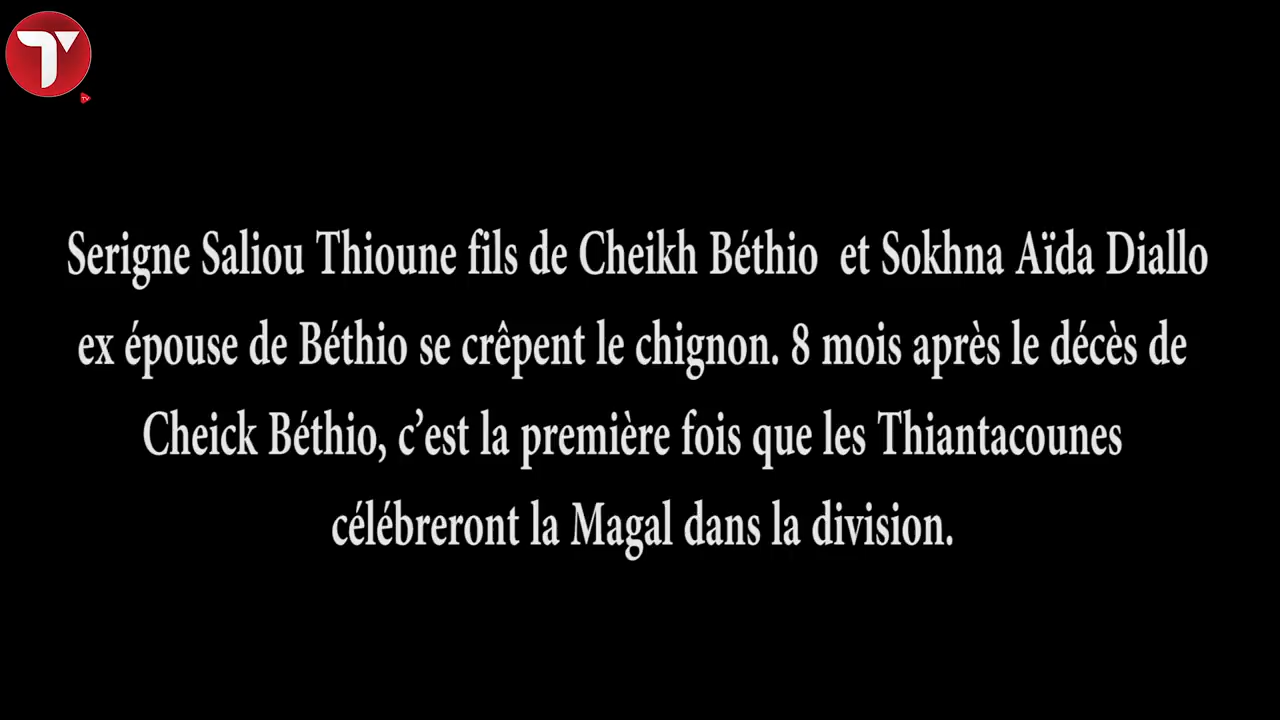 Serigne Saliou Thioune fils de Cheikh Béthio et Sokhna Aïda Diallo
ex épouse de Béthio se crêpent le chignon. 8 mois après le décès de
Cheick Béthio, c’est la première fois que les Thiantacounes
célébreront la Magal dans la division.
T
TV